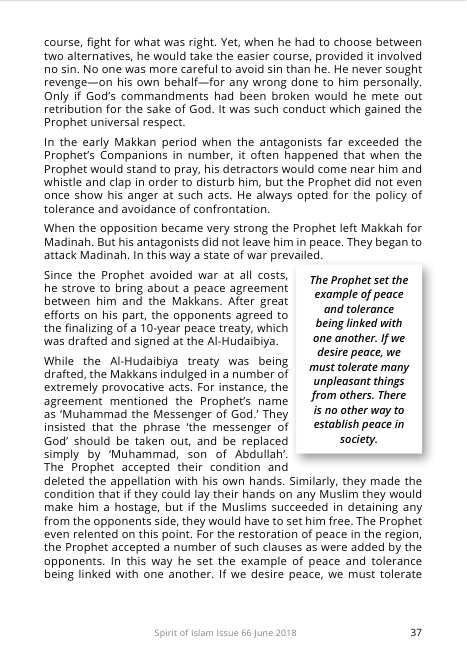 course, fight for what was right. Yet, when he had to choose between
two alternatives, he would take the easier course, provided it involved
no sin. No one was more careful to avoid sin than he. He never sought
revenge—on his own behalf—for any wrong done to him personally.
Only if God’s commandments had been broken would he mete out
retribution for the sake of God. It was such conduct which gained the
Prophet universal respect.
In the early Makkan period when the antagonists far exceeded the
Prophet’s Companions in number, it often happened that when the
Prophet would stand to pray, his detractors would come near him and
whistle and clap in order to disturb him, but the Prophet did not even
once show his anger at such acts. He always opted for the policy of
tolerance and avoidance of confrontation.
When the opposition became very strong the Prophet left Makkah for
Madinah. But his antagonists did not leave him in peace. They began to
attack Madinah. In this way a state of war prevailed.
Since the Prophet avoided war at all costs,
he strove to bring about a peace agreement
between him and the Makkans. After great
efforts on his part, the opponents agreed to
the finalizing of a 10-year peace treaty, which
was drafted and signed at the Al-Hudaibiya.
While the Al-Hudaibiya treaty was being
drafted, the Makkans indulged in a number of
extremely provocative acts. For instance, the
agreement mentioned the Prophet’s name
as ‘Muhammad the Messenger of God.’ They
insisted that the phrase ‘the messenger of
God’ should be taken out, and be replaced
simply by ‘Muhammad, son of Abdullah’.
The Prophet accepted their condition and
deleted the appellation with his own hands. Similarly, they made the
condition that if they could lay their hands on any Muslim they would
make him a hostage, but if the Muslims succeeded in detaining any
from the opponents side, they would have to set him free. The Prophet
even relented on this point. For the restoration of peace in the region,
the Prophet accepted a number of such clauses as were added by the
opponents. In this way he set the example of peace and tolerance
being linked with one another. If we desire peace, we must tolerate
The Prophet set the
example of peace
and tolerance
being linked with
one another. If we
desire peace, we
must tolerate many
unpleasant things
from others. There
is no other way to
establish peace in
society.
Spirit of Islam Issue 66 June 2018
37